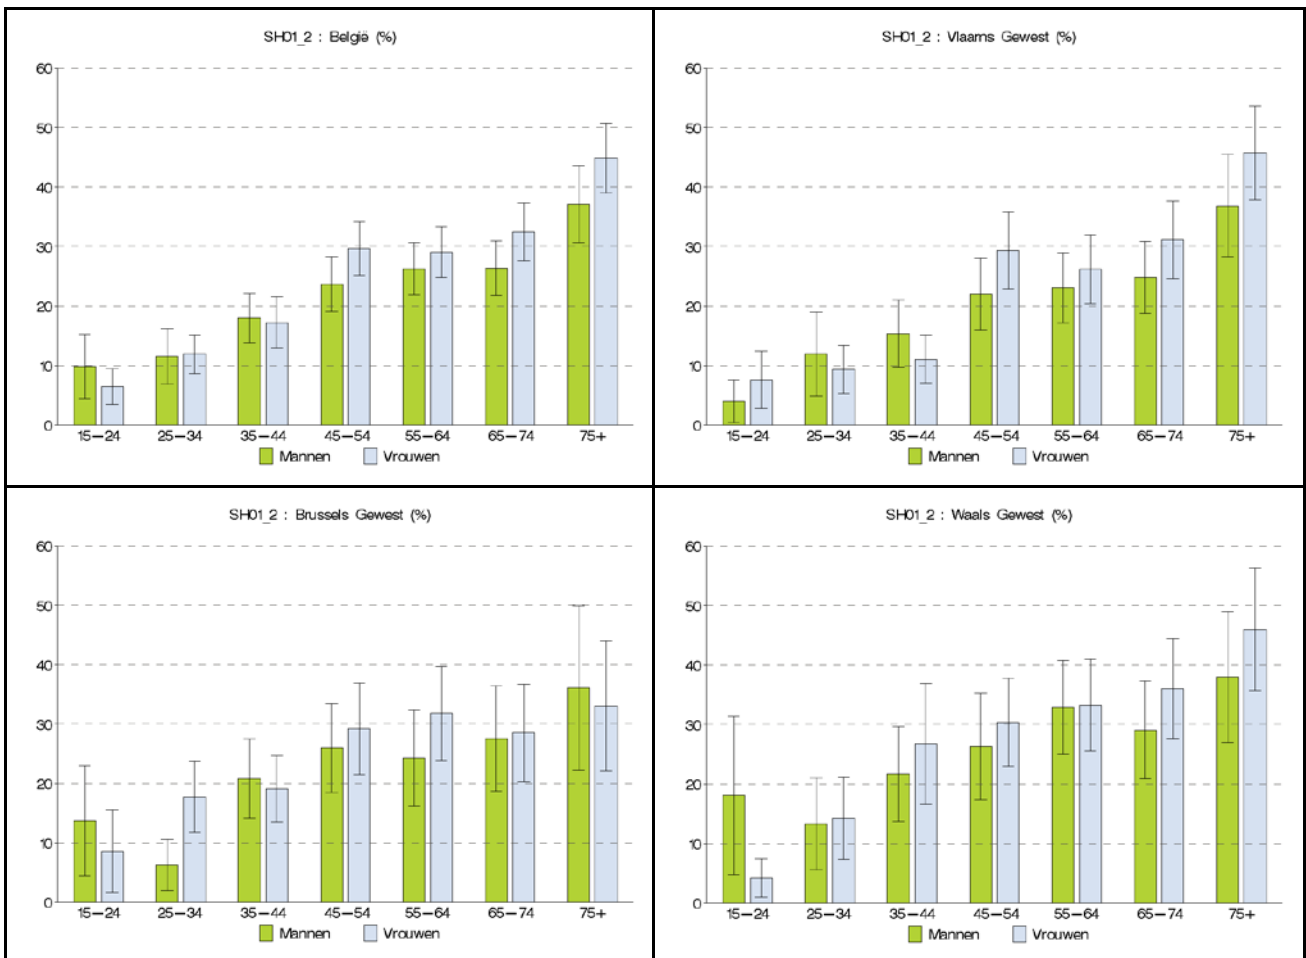 SH01_2 : België (%)
60
50
40
30
20
10
0
15-24 25-34 35-44 45-54 55-64 65-74 75+
Mannen Vrouwen
SH01_2 : Vlaams Gewest (%)
60
50
40
30
20
10
0
15-24 25-34 35-44 45-54 55-64 65-74 75+
Mannen Vrouwen
SH01_2 : Brussels Gewest (%)
60
50
40
30
20
10
0
15-24 25-34 35-44 45-54 55-64 65-74 75+
Mannen Vrouwen
SH01_2 : Waals Gewest (%)
60
50
40
30
20
10
0
15-24 25-34 35-44 45-54 55-64 65-74 75+
Mannen Vrouwen